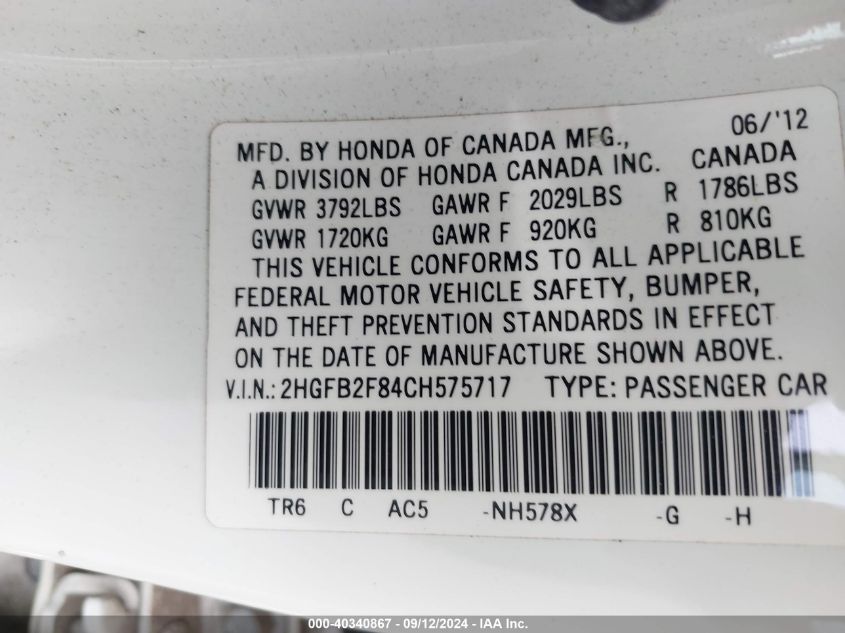 MFD. BY HONDA OF CANADA MFG., 06/'12
A DIVISION OF HONDA CANADA INC. CANADA
GVWR 3792LBS GAWR F 2029LBS R 1786LBS
GVWR 1720KG GAWR F 920KG R 810KG
THIS VEHICLE CONFORMS TO ALL APPLICABLE
FEDERAL MOTOR VEHICLE SAFETY, BUMPER,
AND THEFT PREVENTION STANDARDS IN EFFECT
ON THE DATE OF MANUFACTURE SHOWN ABOVE.
V.I.N.: 2HGFB2F84CH575717 TYPE: PASSENGER CAR
TR6 C AC5 -NH578X -G -H
000-40340867 - 09/12/2024 - IAA Inc.